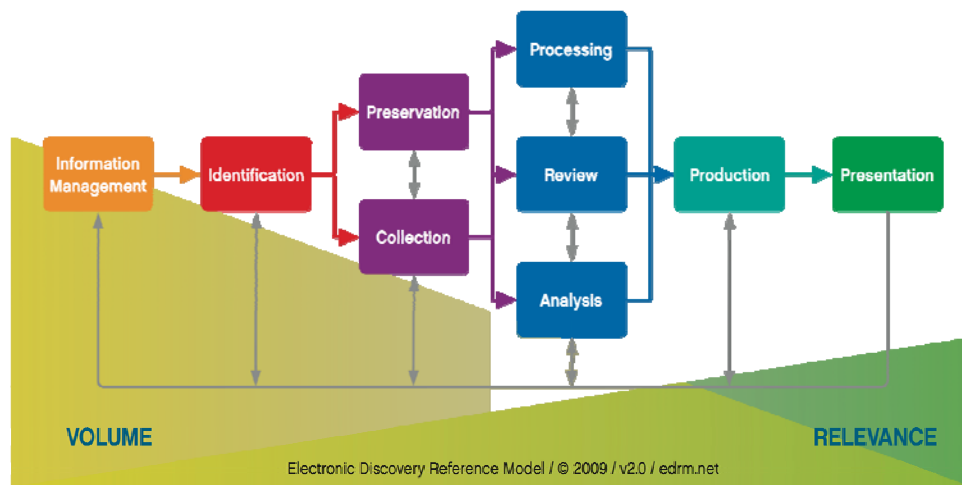 Processing
Preservation
Information
Management
Identification
Review
Production
Presentation
Collection
Analysis
VOLUME
RELEVANCE
Electronic Discovery Reference Model / © 2009 / v2.0 / edrm.net